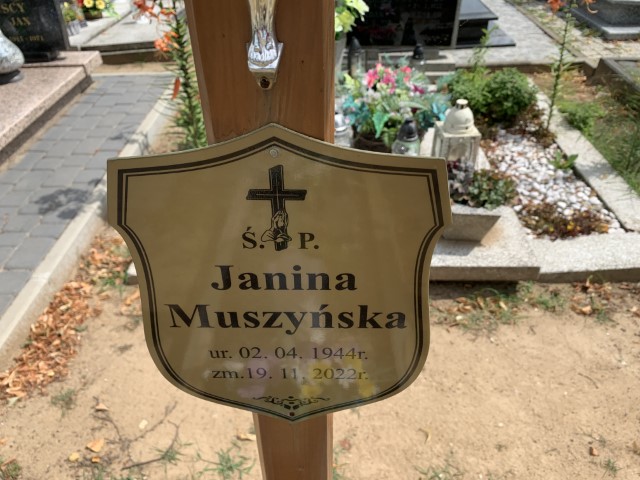 Ś. P.
Janina
Muszyńska
ur. 02. 04. 1944r.
zm.19. 11. 2022r.